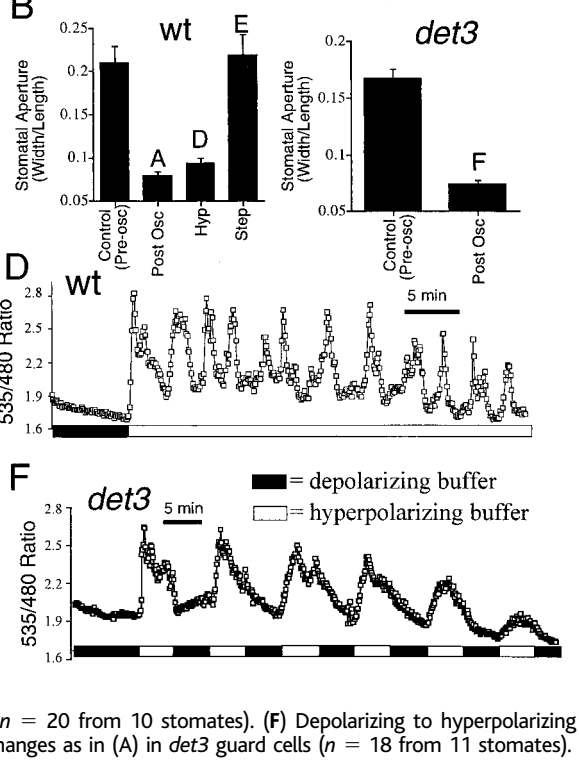 B
wt
det3
Stomatal Aperture
(Width/Length)
0.25
0.2
0.15
0.1
0.05
A
D
E
Control
(Pre-osc)
Post Osc
Hyp
Step
Stomatal Aperture
(Width/Length)
0.2
0.15
0.1
0.05
F
Control
(Pre-osc)
Post Osc
D
wt
535/480 Ratio
2.8
2.5
2.2
1.9
1.6
5 min
F
det3
5 min
= depolarizing buffer
= hyperpolarizing buffer
535/480 Ratio
2.8
2.5
2.2
1.9
1.6
n = 20 from 10 stomates). (F) Depolarizing to hyperpolarizing
hanges as in (A) in det3 guard cells (n = 18 from 11 stomates).